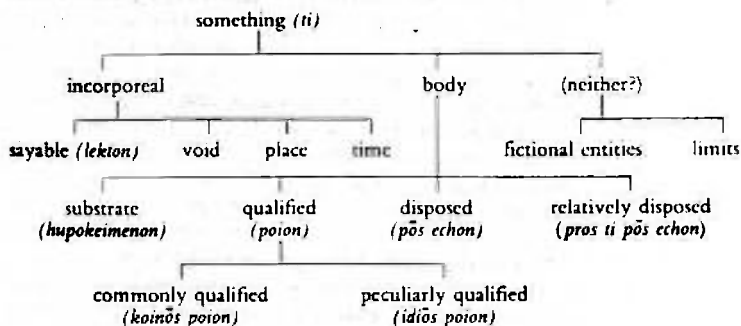 something (ti)
incorporeal body (neither?)
sayable (lekton) void place time fictional entities limits
substrate qualified disposed relatively disposed
(hupokeimenon) (poion) (pōs echon) (pros ti pōs echon)
commonly qualified peculiarly qualified
(koinōs poion) (idiōs poion)